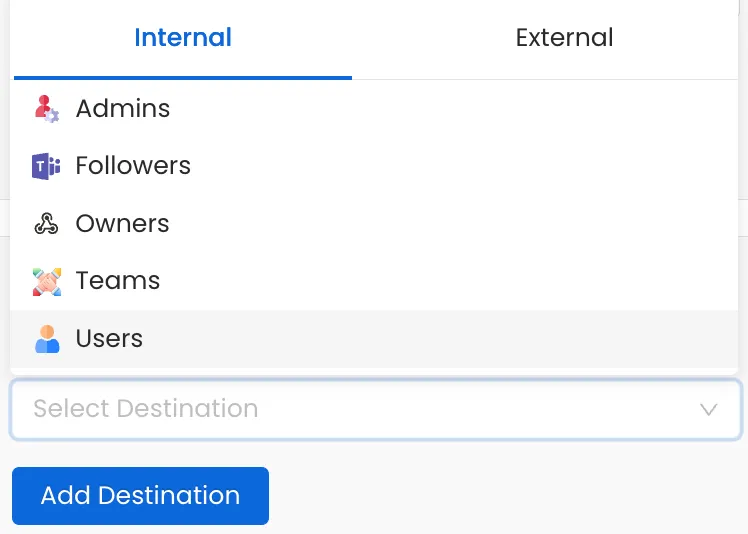 Internal
External
Admins
T
Followers
Owners
Teams
Users
Select Destination
Add Destination